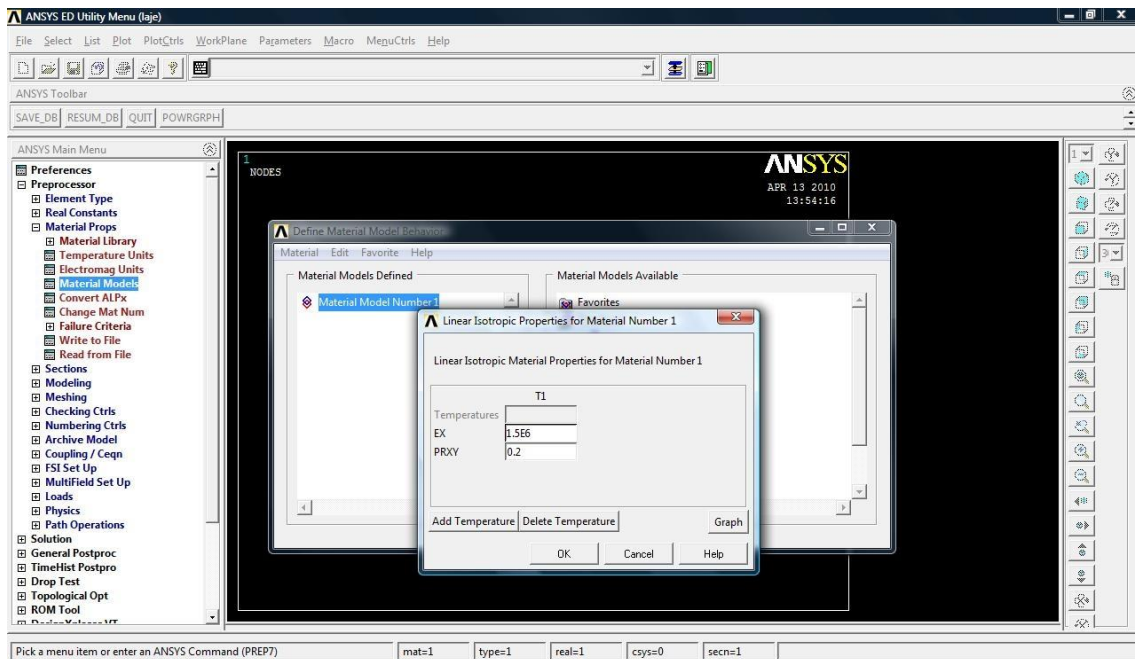 ANSYS ED Utility Menu (laje)
File Select List Plot PlotCtrls WorkPlane Parameters Macro MenuCtrls Help
ANSYS Toolbar
SAVE_DB RESUM_DB QUIT POWRGRPH
ANSYS Main Menu
Preferences
Preprocessor
Element Type
Real Constants
Material Props
Material Library
Temperature Units
Electromag Units
Material Models
Convert ALPx
Change Mat Num
Failure Criteria
Write to File
Read from File
Sections
Modeling
Meshing
Checking Ctrls
Numbering Ctrls
Archive Model
Coupling / Ceqn
FSI Set Up
MultiField Set Up
Loads
Physics
Path Operations
Solution
General Postproc
TimeHist Postpro
Drop Test
Topological Opt
ROM Tool
1
NODES
ANSYS
APR 13 2010
13:54:16
Define Material Model Behavior
Material Edit Favorite Help
Material Models Defined
Material Model Number 1
Material Models Available
Favorites
Linear Isotropic Properties for Material Number 1
Linear Isotropic Material Properties for Material Number 1
T1
Temperatures
EX 1.5E6
PRXY 0.2
Add Temperature Delete Temperature Graph
OK Cancel Help
1
3
Pick a menu item or enter an ANSYS Command (PREP7) mat=1 type=1 real=1 csys=0 secn=1